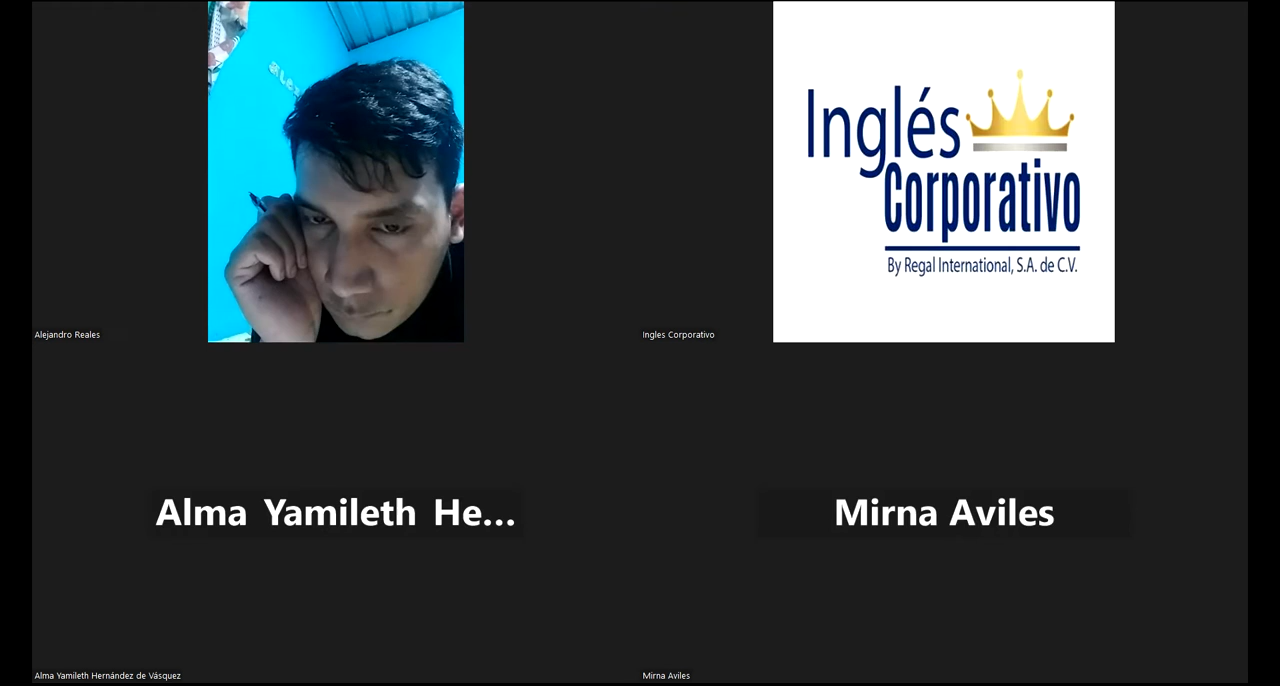 Alejandro Reales
Inglés
Corporativo
By Regal International, S.A. de C.V.
Ingles Corporativo
Alma Yamileth He...
Mirna Aviles
Alma Yamileth Hernández de Vásquez
Mirna Aviles